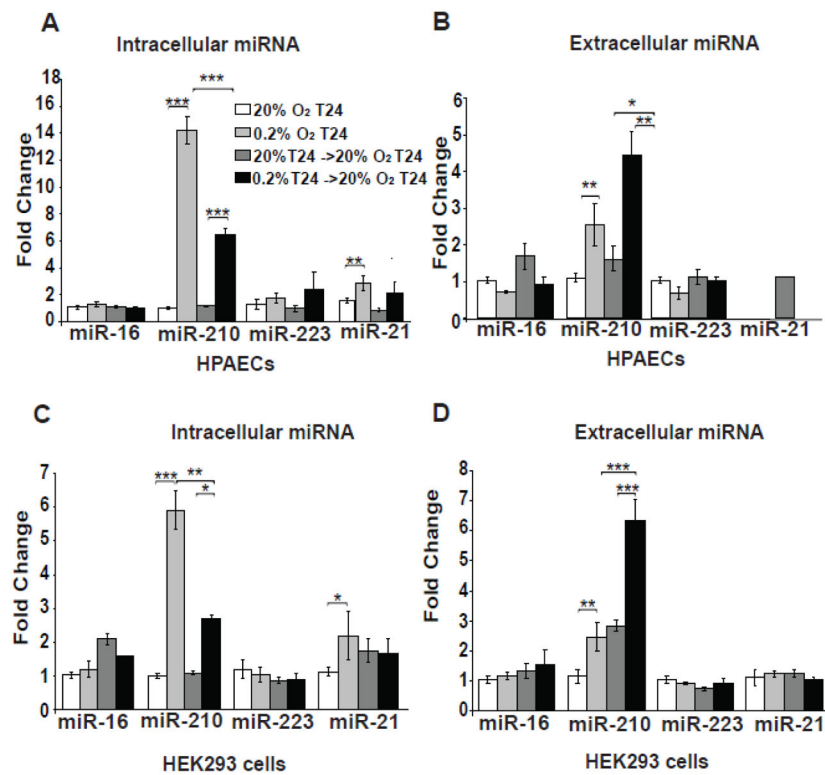 A
Intracellular miRNA
Fold Change
18
16
14
12
10
8
6
4
2
0
***
***
***
**
20% O₂ T24
0.2% O₂ T24
20%T24 ->20% O₂ T24
0.2%T24 ->20% O₂ T24
miR-16 miR-210 miR-223 miR-21
HPAECs
B
Extracellular miRNA
Fold Change
6
5
4
3
2
1
0
*
**
**
miR-16 miR-210 miR-223 miR-21
HPAECs
C
Intracellular miRNA
Fold Change
7
6
5
4
3
2
1
0
*** **
*
*
miR-16 miR-210 miR-223 miR-21
HEK293 cells
D
Extracellular miRNA
Fold Change
8
7
6
5
4
3
2
1
0
***
***
**
miR-16 miR-210 miR-223 miR-21
HEK293 cells